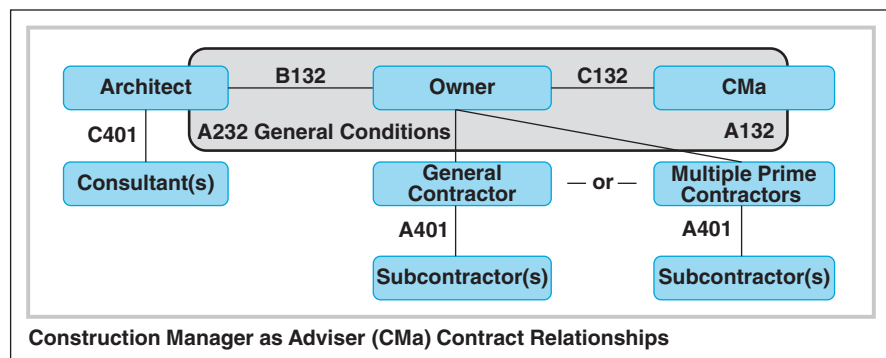 B132
C132
Architect
Owner
CMa
C401
A232 General Conditions
A132
Consultant(s)
General
Contractor
— or —
Multiple Prime
Contractors
A401
A401
Subcontractor(s)
Subcontractor(s)
Construction Manager as Adviser (CMa) Contract Relationships